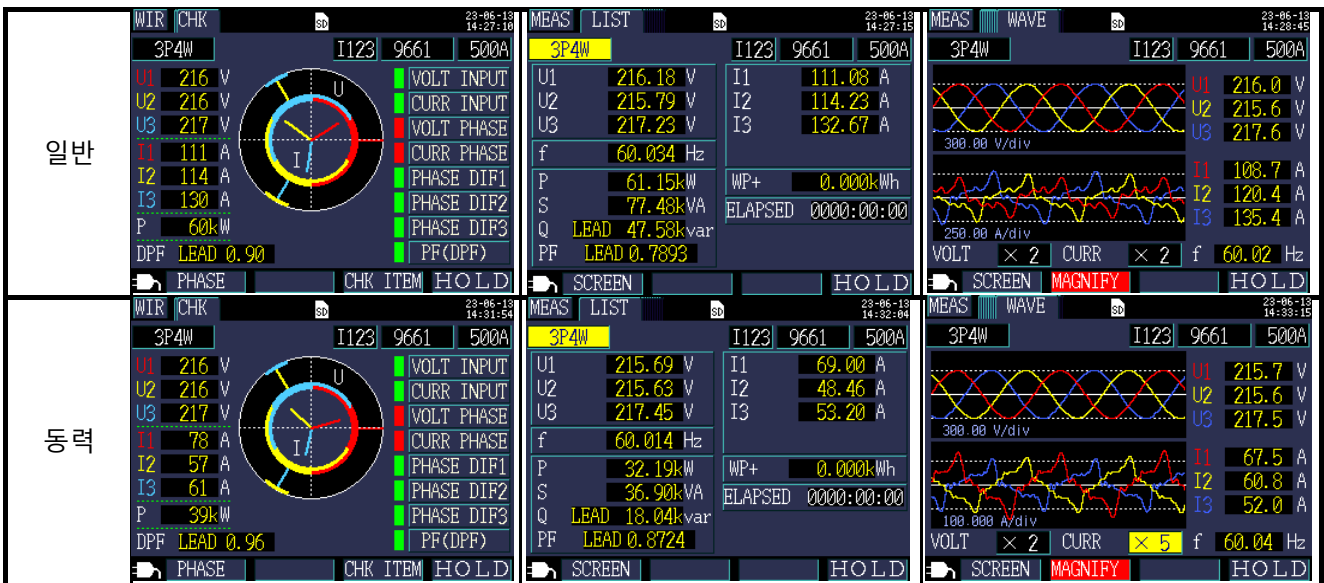 일반
WIR CHK SD 23-06-13 14:27:10
3P4W I123 9661 500A
U1 216 V
U2 216 V
U3 217 V
I1 111 A
I2 114 A
I3 130 A
P 60kW
DPF LEAD 0.90
U
I
VOLT INPUT
CURR INPUT
VOLT PHASE
CURR PHASE
PHASE DIF1
PHASE DIF2
PHASE DIF3
PF(DPF)
PHASE CHK ITEM HOLD
MEAS LIST SD 23-06-13 14:27:15
3P4W I123 9661 500A
U1 216.18 V I1 111.08 A
U2 215.79 V I2 114.23 A
U3 217.23 V I3 132.67 A
f 60.034 Hz
P 61.15kW WP+ 0.000kWh
S 77.48kVA ELAPSED 0000:00:00
Q LEAD 47.58kvar
PF LEAD 0.7893
SCREEN HOLD
MEAS WAVE SD 23-06-13 14:28:45
3P4W I123 9661 500A
U1 216.0 V
U2 215.6 V
U3 217.6 V
300.00 V/div
I1 108.7 A
I2 120.4 A
I3 135.4 A
250.00 A/div
VOLT × 2 CURR × 2 f 60.02 Hz
SCREEN MAGNIFY HOLD
동력
WIR CHK SD 23-06-13 14:31:54
3P4W I123 9661 500A
U1 216 V
U2 216 V
U3 217 V
I1 78 A
I2 57 A
I3 61 A
P 39kW
DPF LEAD 0.96
U
I
VOLT INPUT
CURR INPUT
VOLT PHASE
CURR PHASE
PHASE DIF1
PHASE DIF2
PHASE DIF3
PF(DPF)
PHASE CHK ITEM HOLD
MEAS LIST SD 23-06-13 14:32:04
3P4W I123 9661 500A
U1 215.69 V I1 69.00 A
U2 215.63 V I2 48.46 A
U3 217.45 V I3 53.20 A
f 60.014 Hz
P 32.19kW WP+ 0.000kWh
S 36.90kVA ELAPSED 0000:00:00
Q LEAD 18.04kvar
PF LEAD 0.8724
SCREEN HOLD
MEAS WAVE SD 23-06-13 14:33:15
3P4W I123 9661 500A
U1 215.7 V
U2 215.6 V
U3 217.5 V
300.00 V/div
I1 67.5 A
I2 60.8 A
I3 52.0 A
100.000 A/div
VOLT × 2 CURR × 5 f 60.04 Hz
SCREEN MAGNIFY HOLD